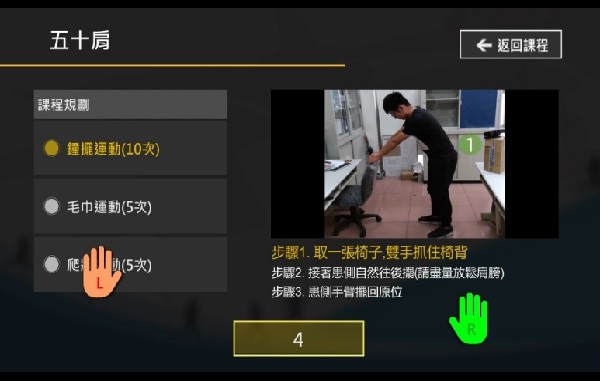 五十肩
返回課程
課程規劃
鐘擺運動(10次)
毛巾運動(5次)
爬 動(5次)
1
步驟1. 取一張椅子,雙手抓住椅背
步驟2. 接著患側自然往後擺(請盡量放鬆肩膀)
步驟3. 患側手臂擺回原位
L
R
4